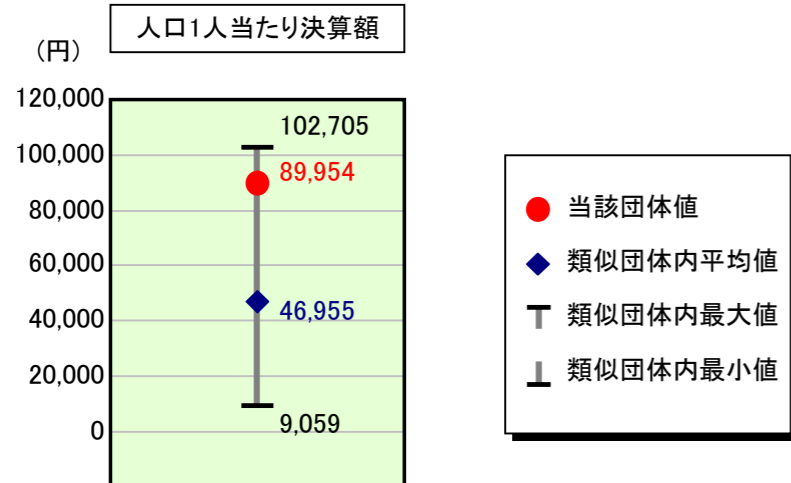 人口1人当たり決算額
（円）
120,000
100,000
80,000
60,000
40,000
20,000
0
102,705
89,954
46,955
9,059
当該団体値
類似団体内平均値
類似団体内最大値
類似団体内最小値